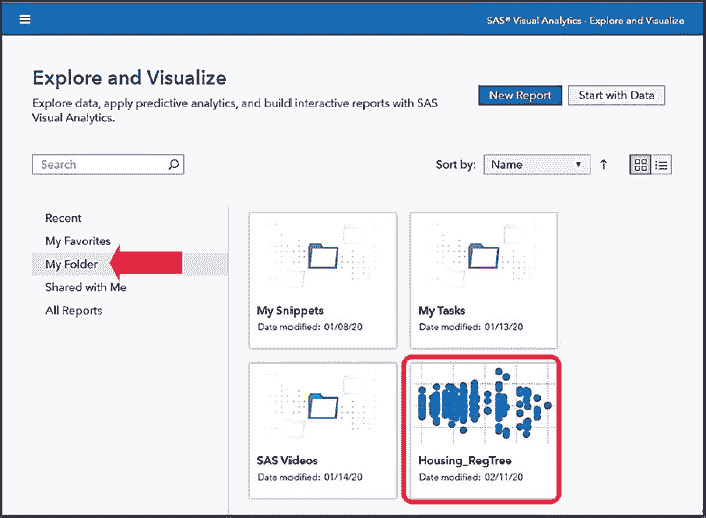 SAS® Visual Analytics - Explore and Visualize
Explore and Visualize
Explore data, apply predictive analytics, and build interactive reports with SAS
Visual Analytics.
New Report
Start with Data
Search
Sort by:
Name
Recent
My Favorites
My Folder
Shared with Me
All Reports
My Snippets
Date modified: 01/08/20
My Tasks
Date modified: 01/13/20
SAS Videos
Date modified: 01/14/20
Housing_RegTree
Date modified: 02/11/20